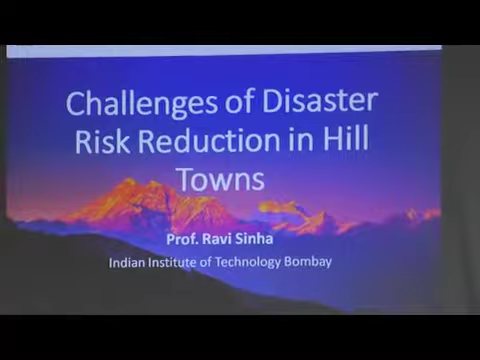 Challenges of Disaster
Risk Reduction in Hill
Towns
Prof. Ravi Sinha
Indian Institute of Technology Bombay